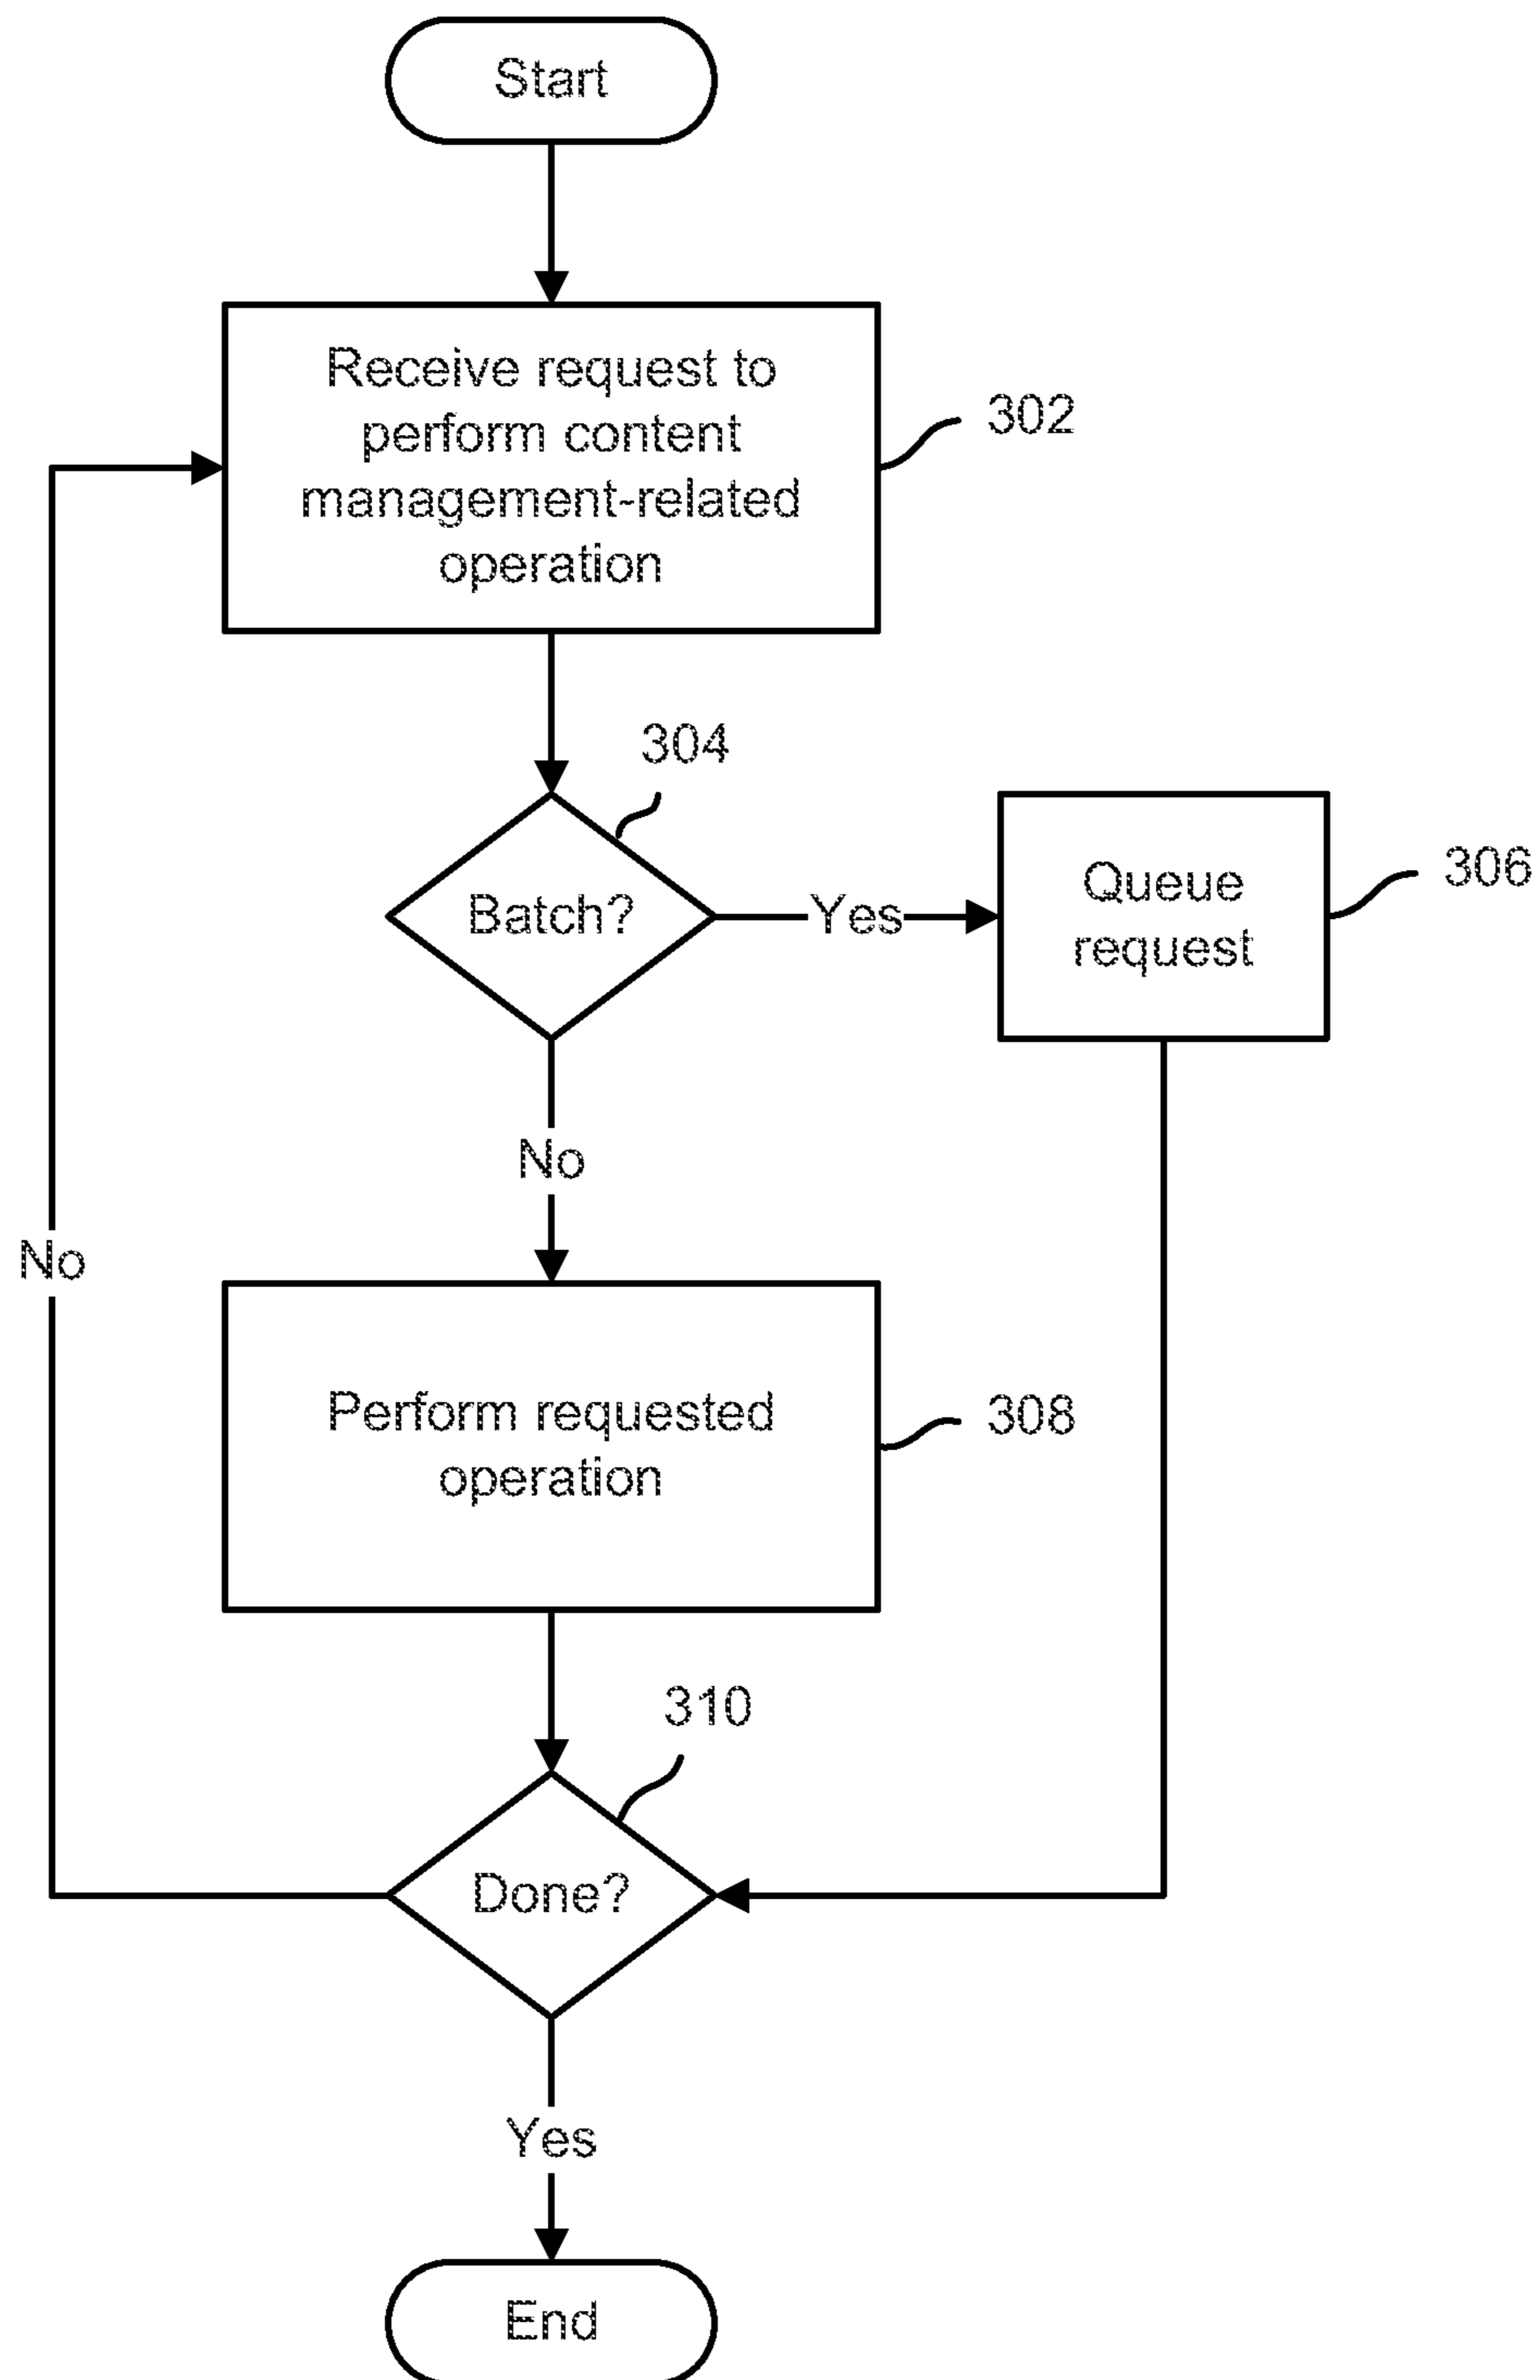 Start
Receive request to
perform content
management-related
operation
302
304
Batch?
Yes
Queue
request
306
No
No
Perform requested
operation
308
310
Done?
Yes
End